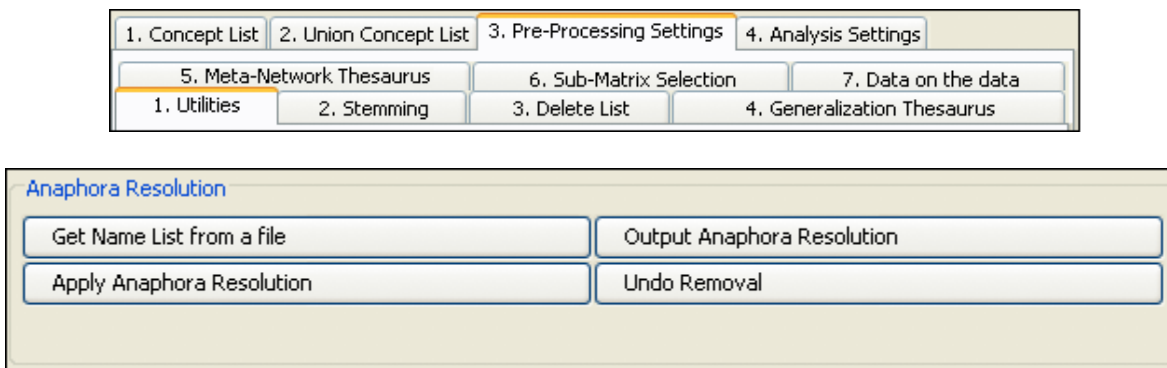 1. Concept List 2. Union Concept List 3. Pre-Processing Settings 4. Analysis Settings
5. Meta-Network Thesaurus 6. Sub-Matrix Selection 7. Data on the data
1. Utilities 2. Stemming 3. Delete List 4. Generalization Thesaurus
Anaphora Resolution
Get Name List from a file Output Anaphora Resolution
Apply Anaphora Resolution Undo Removal